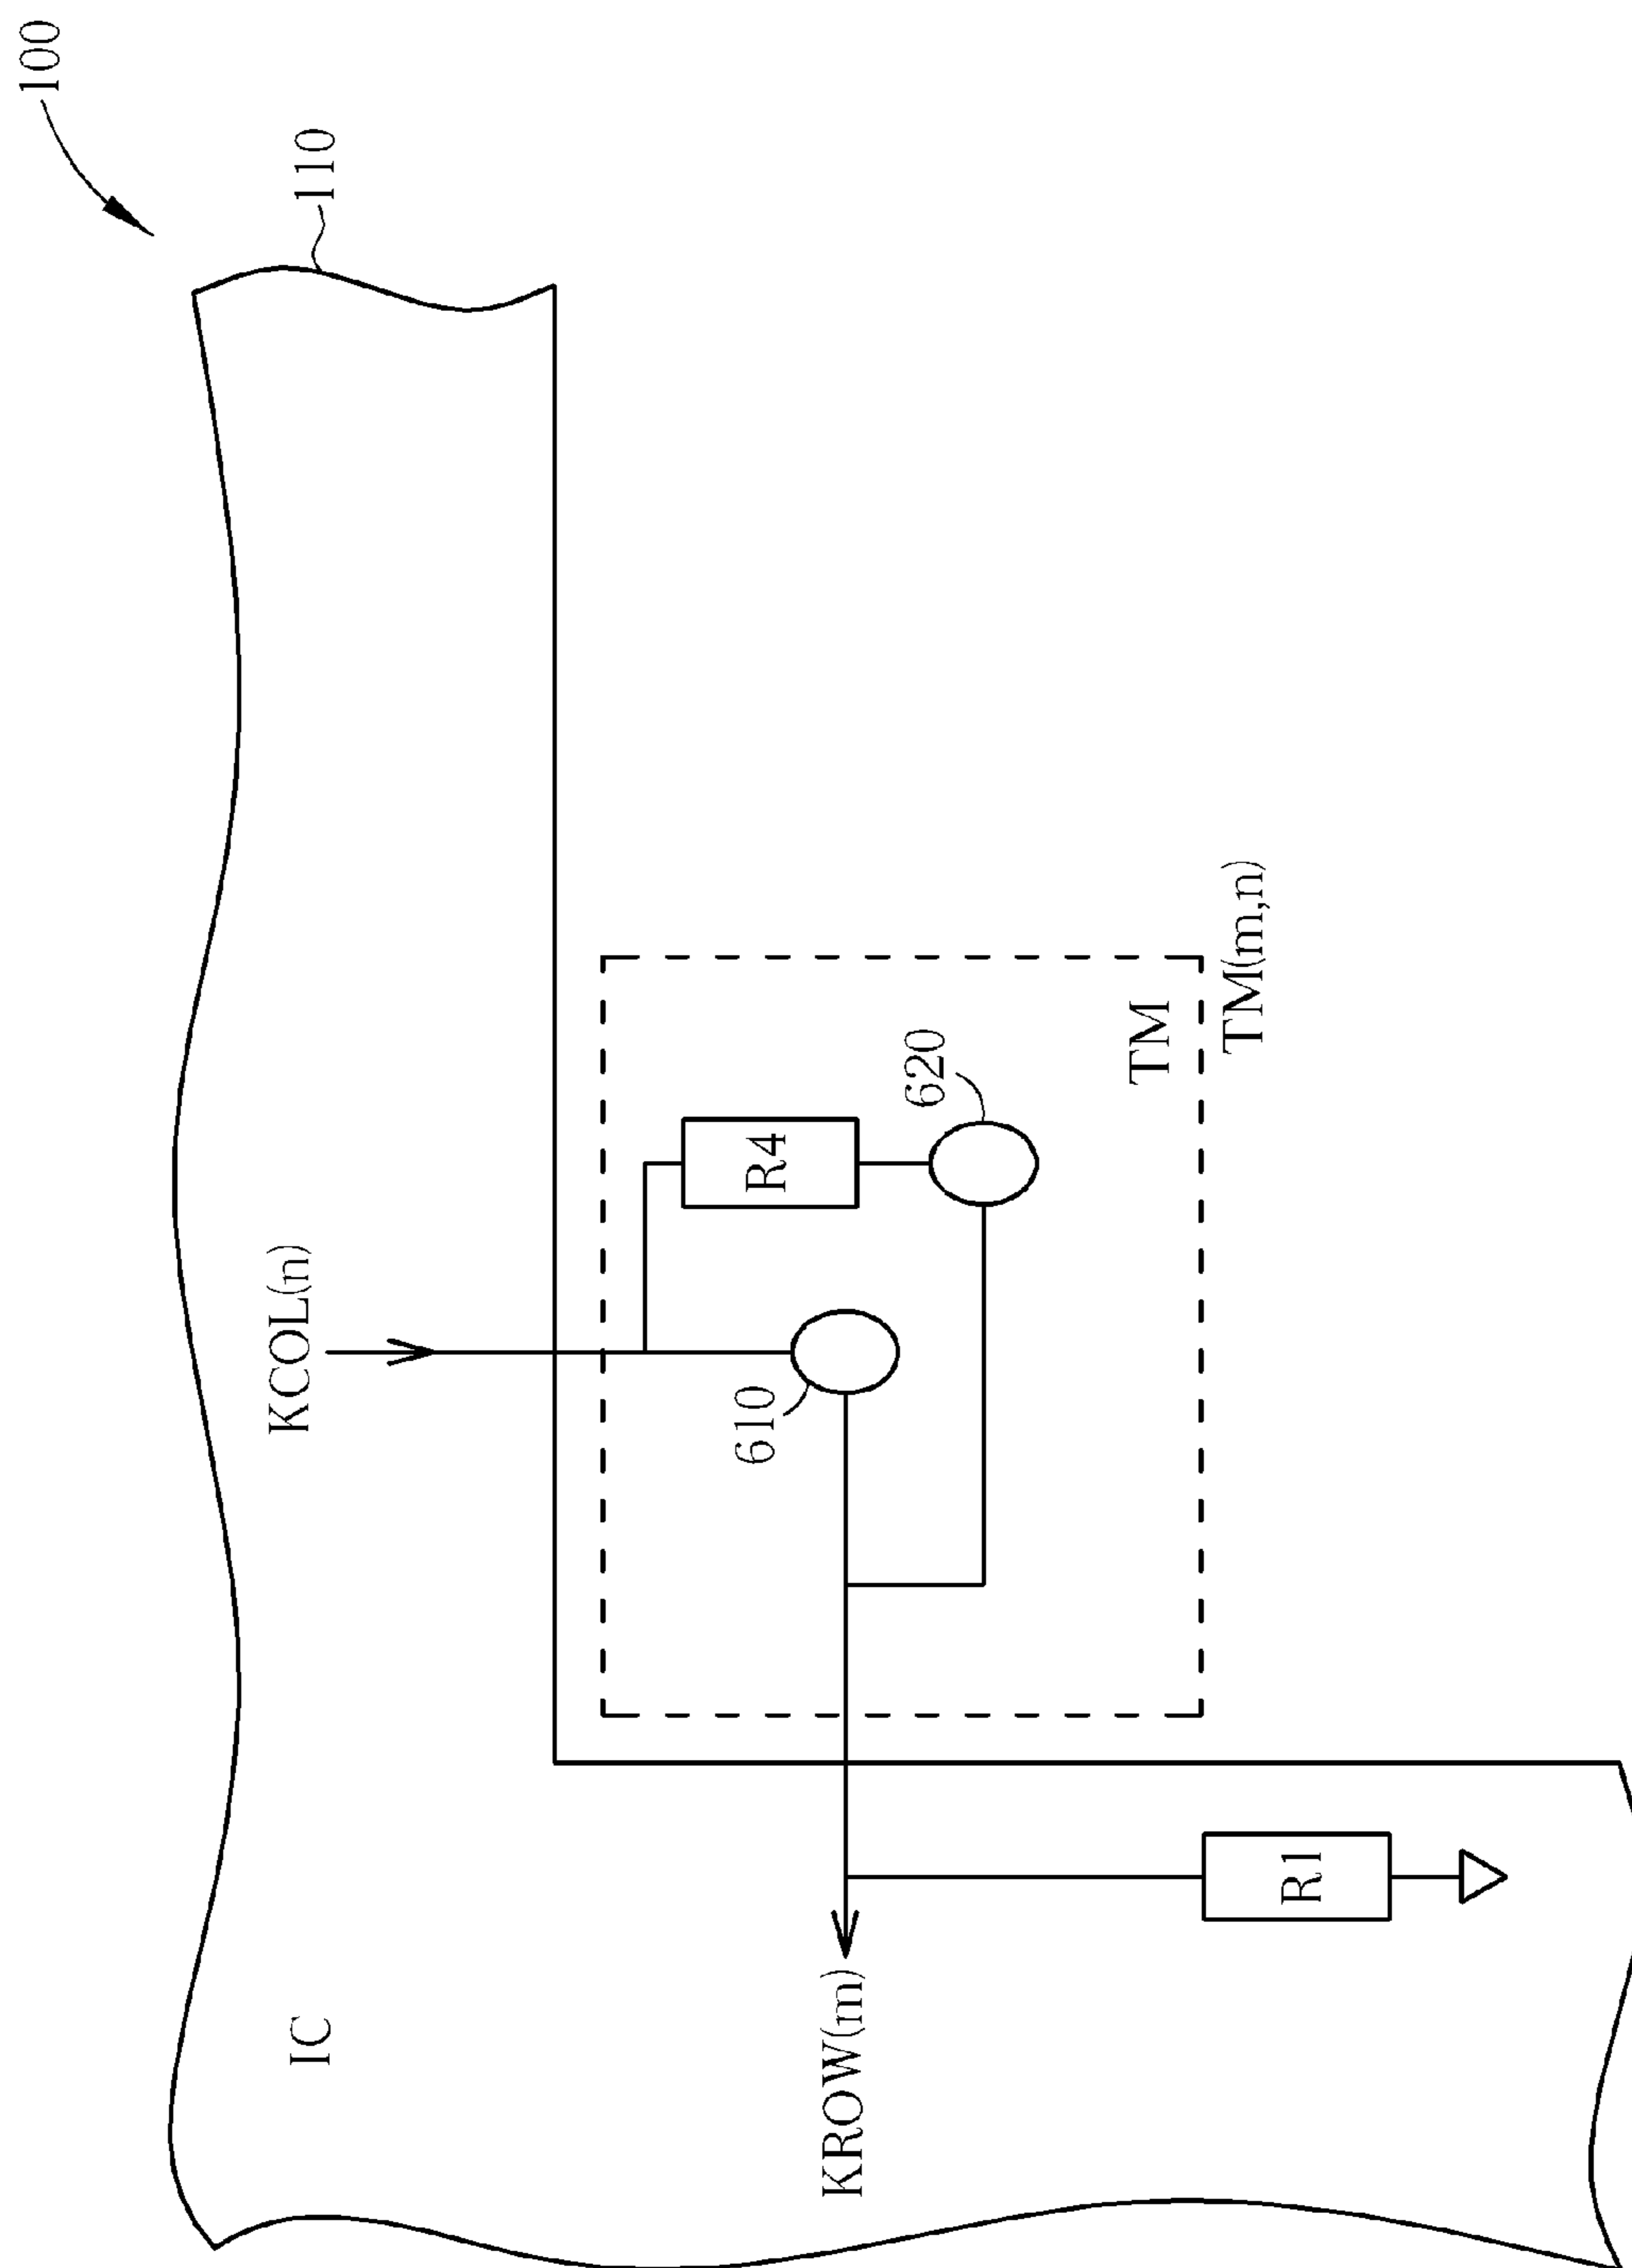 100
110
IC
KCOL(n)
R4
610
620
TM
TM(m,n)
KROW(m)
R1